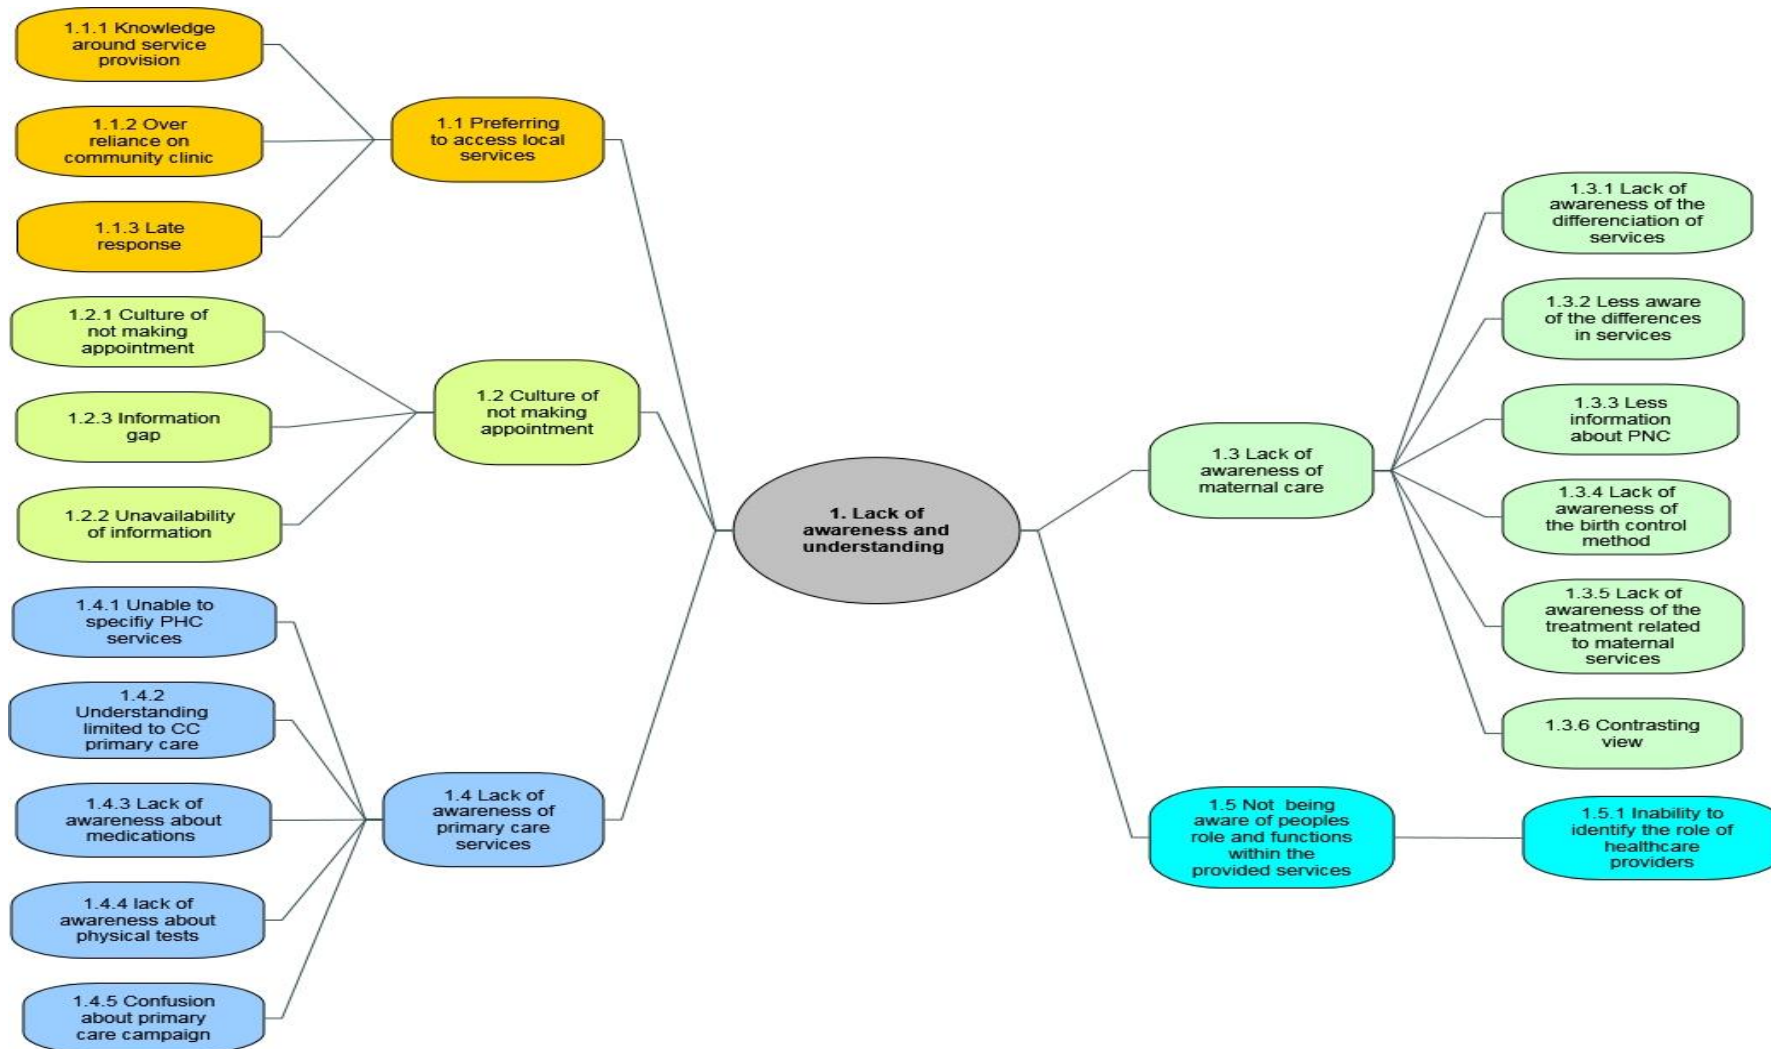 1.1.1 Knowledge
around service
provision
1.1.2 Over
reliance on
community clinic
1.1.3 Late
response
1.1 Preferring
to access local
services
1.2.1 Culture of
not making
appointment
1.2.3 Information
gap
1.2.2 Unavailability
of information
1.2 Culture of
not making
appointment
1.4.1 Unable to
specifiy PHC
services
1.4.2
Understanding
limited to CC
primary care
1.4.3 Lack of
awareness about
medications
1.4.4 lack of
awareness about
physical tests
1.4.5 Confusion
about primary
care campaign
1.4 Lack of
awareness of
primary care
services
1. Lack of
awareness and
understanding
1.3 Lack of
awareness of
maternal care
1.3.1 Lack of
awareness of the
differenciation of
services
1.3.2 Less aware
of the differences
in services
1.3.3 Less
information
about PNC
1.3.4 Lack of
awareness of
the birth control
method
1.3.5 Lack of
awareness of the
treatment related
to maternal
services
1.3.6 Contrasting
view
1.5 Not  being
aware of peoples
role and functions
within the
provided services
1.5.1 Inability to
identify the role of
healthcare
providers